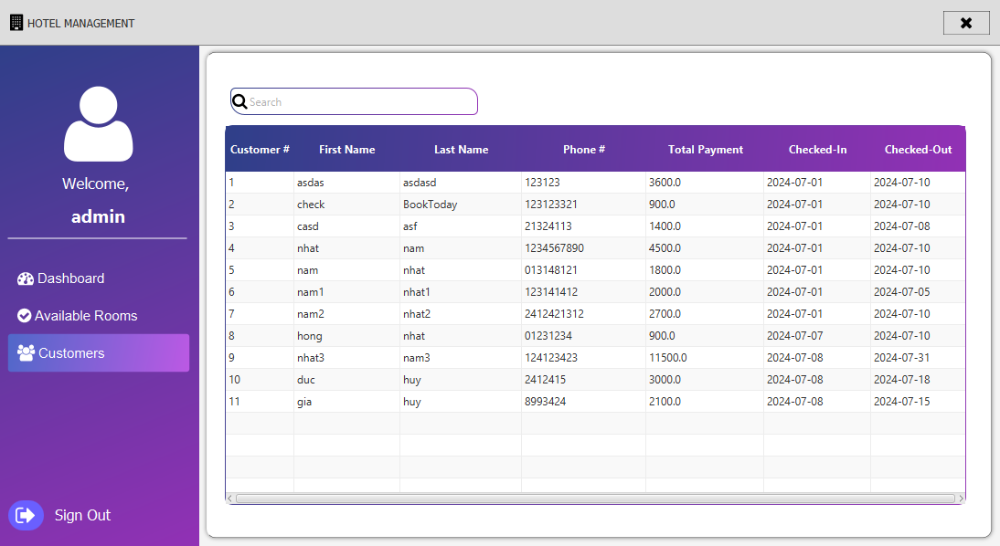 HOTEL MANAGEMENT
Welcome,
admin
Dashboard
Available Rooms
Customers
Sign Out
Search
Customer # First Name Last Name Phone # Total Payment Checked-In Checked-Out
1 asdas asdasd 123123 3600.0 2024-07-01 2024-07-10
2 check BookToday 123123321 900.0 2024-07-01 2024-07-10
3 casd asf 21324113 1400.0 2024-07-01 2024-07-08
4 nhat nam 1234567890 4500.0 2024-07-01 2024-07-10
5 nam nhat 013148121 1800.0 2024-07-01 2024-07-10
6 nam1 nhat1 123141412 2000.0 2024-07-01 2024-07-05
7 nam2 nhat2 2412421312 2700.0 2024-07-01 2024-07-10
8 hong nhat 01231234 900.0 2024-07-07 2024-07-10
9 nhat3 nam3 124123423 11500.0 2024-07-08 2024-07-31
10 duc huy 2412415 3000.0 2024-07-08 2024-07-18
11 gia huy 8993424 2100.0 2024-07-08 2024-07-15